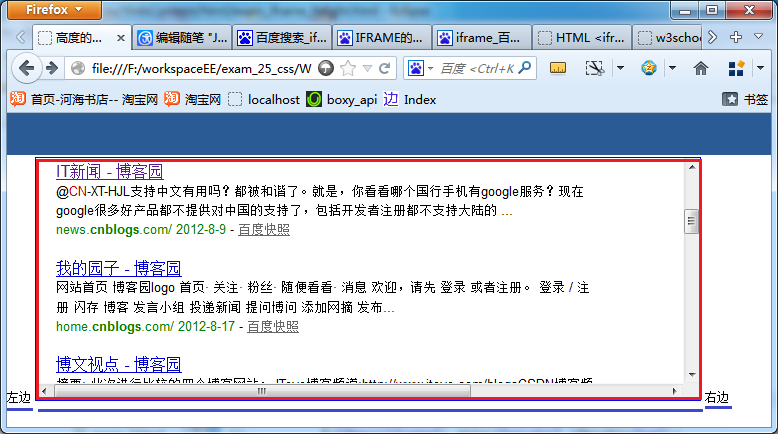 Firefox
高度的...
编辑随笔 "J...
百度搜索_if...
IFRAME的...
iframe_百...
HTML <ifr...
w3schoo
file:///F:/workspaceEE/exam_25_css/W
百度 <Ctrl+K
首页-河海书店-- 淘宝网
淘宝网
localhost
boxy_api
边 Index
书签
IT新闻 - 博客园
@CN-XT-HJL支持中文有用吗？都被和谐了。就是，你看看哪个国行手机有google服务？现在
google很多好产品都不提供对中国的支持了，包括开发者注册都不支持大陆的 ...
news.cnblogs.com/ 2012-8-9 - 百度快照
我的园子 - 博客园
网站首页 博客园logo 首页· 关注· 粉丝· 随便看看· 消息 欢迎，请先 登录 或者注册。 登录 / 注
册 闪存 博客 发言小组 投递新闻 提问博问 添加网摘 发布...
home.cnblogs.com/ 2012-8-17 - 百度快照
博文视点 - 博客园
左边
右边